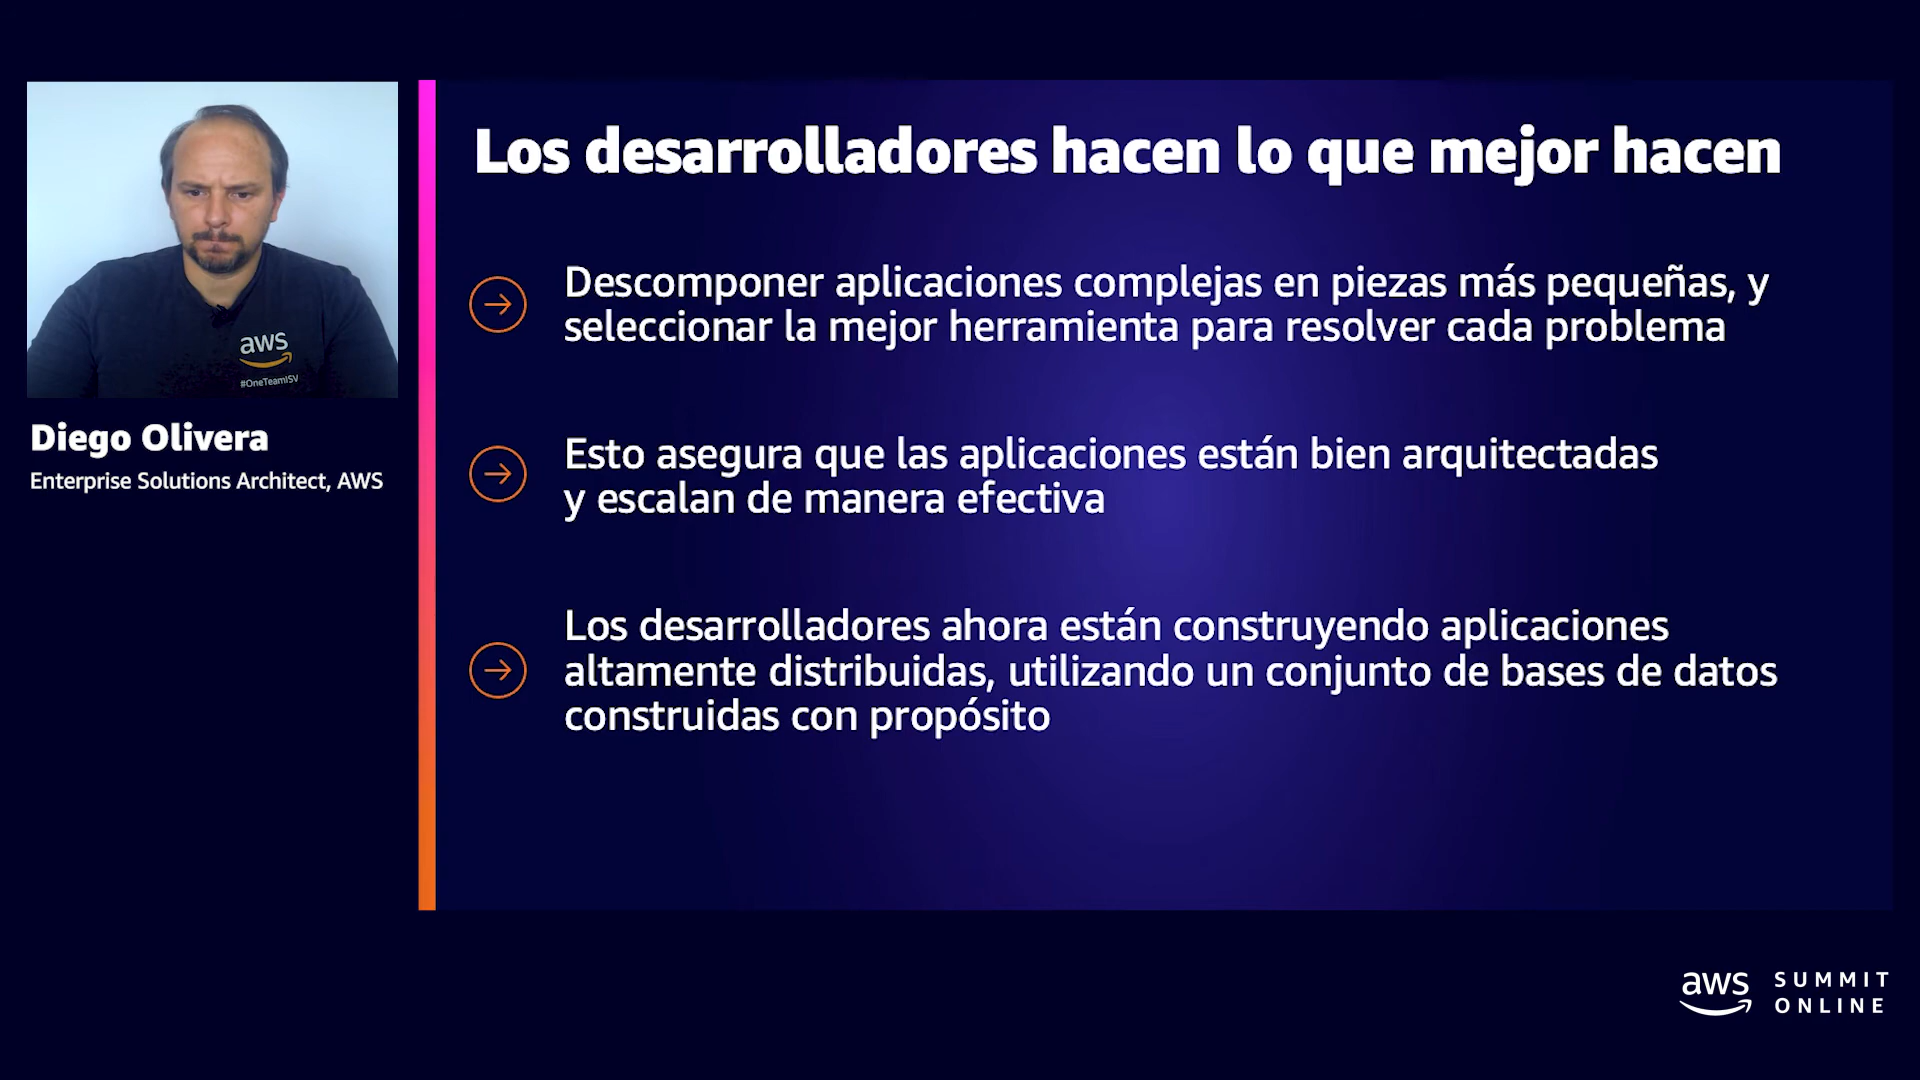 aws
#OneTeamISV
Diego Olivera
Enterprise Solutions Architect, AWS
Los desarrolladores hacen lo que mejor hacen
Descomponer aplicaciones complejas en piezas más pequeñas, y
seleccionar la mejor herramienta para resolver cada problema
Esto asegura que las aplicaciones están bien arquitectadas
y escalan de manera efectiva
Los desarrolladores ahora están construyendo aplicaciones
altamente distribuidas, utilizando un conjunto de bases de datos
construidas con propósito
aws SUMMIT
ONLINE